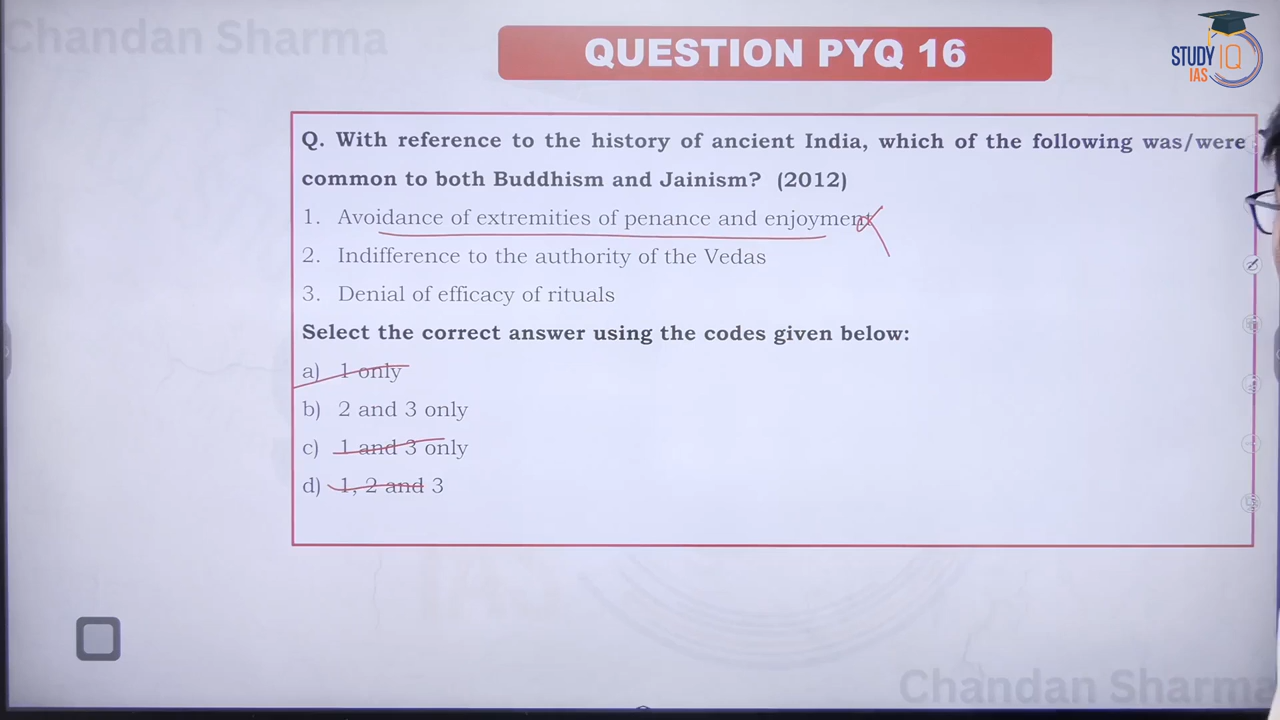 Chandan Sharma
QUESTION PYQ 16
STUDY IQ
IAS
Q. With reference to the history of ancient India, which of the following was/were
common to both Buddhism and Jainism? (2012)
1. Avoidance of extremities of penance and enjoyment
2. Indifference to the authority of the Vedas
3. Denial of efficacy of rituals
Select the correct answer using the codes given below:
a) 1 only
b) 2 and 3 only
c) 1 and 3 only
d) 1, 2 and 3
Chandan Sharma